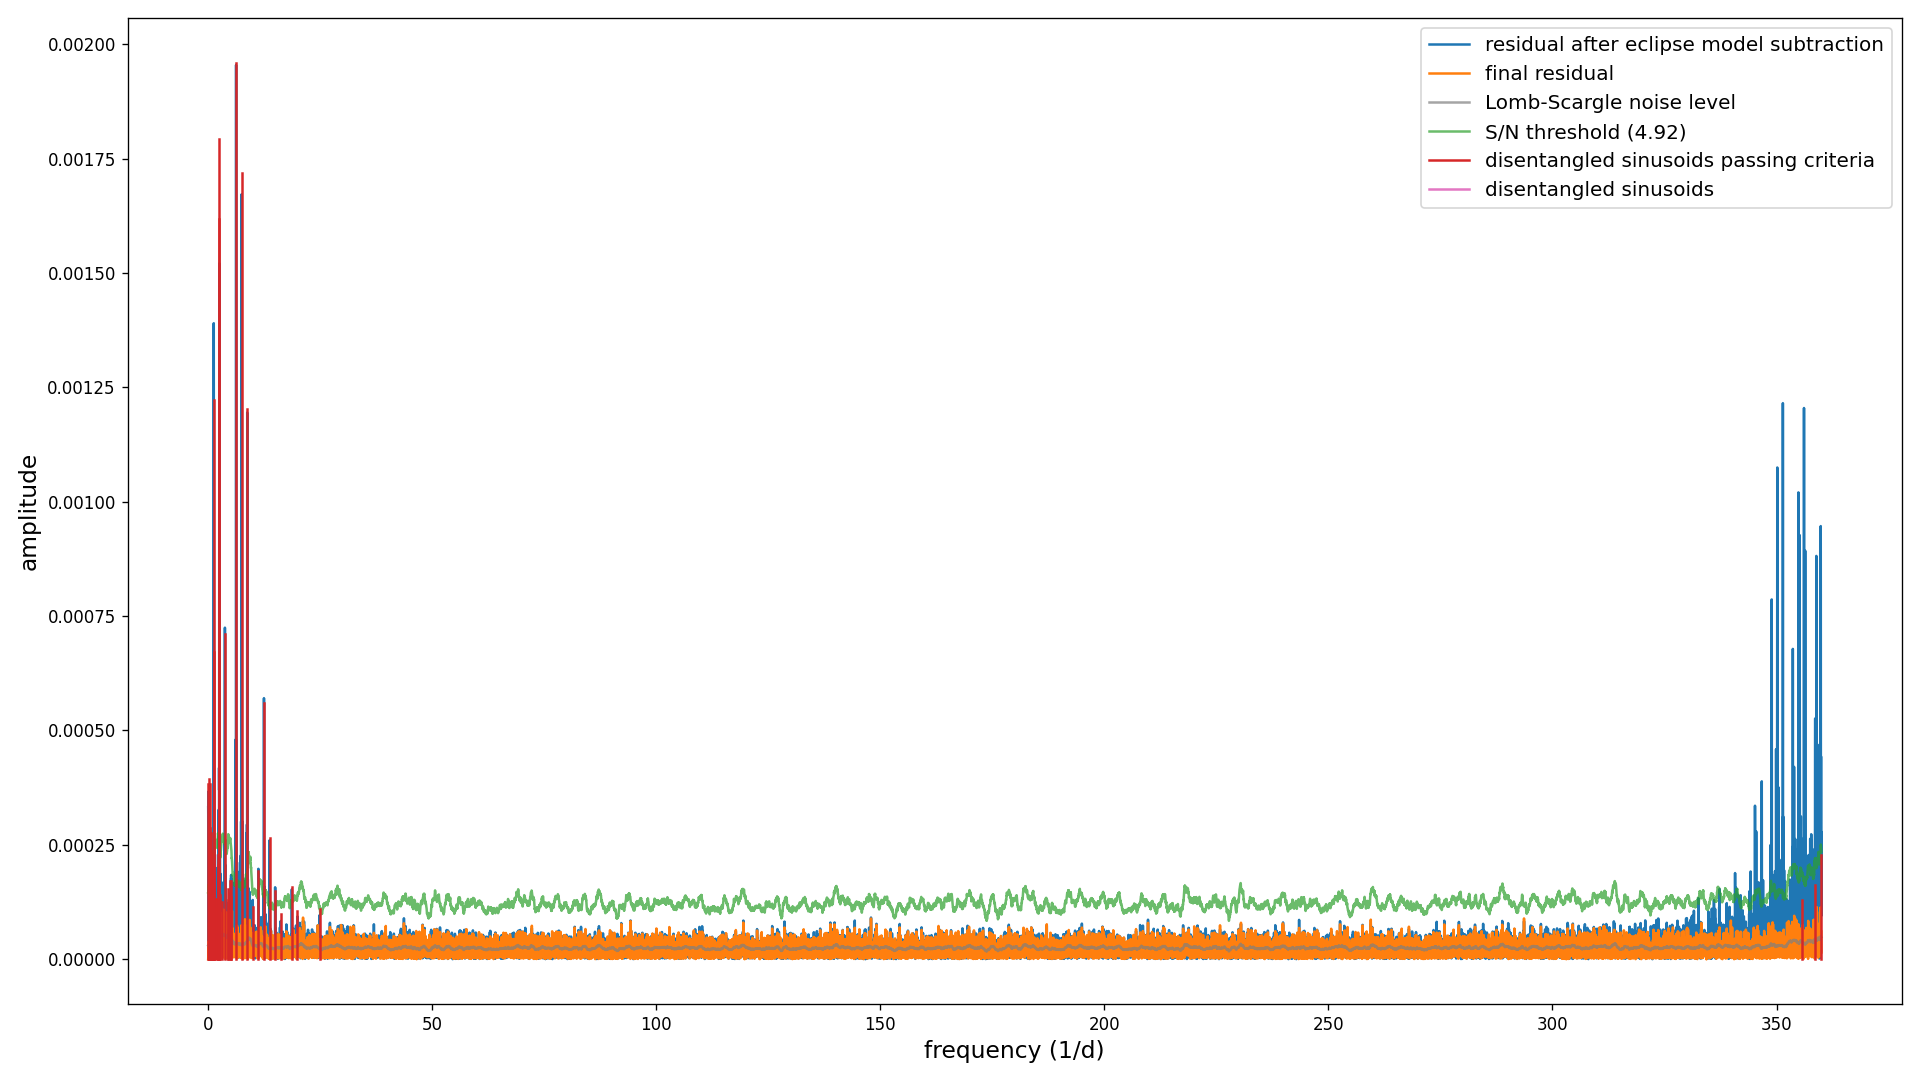 residual after eclipse model subtraction
final residual
Lomb-Scargle noise level
S/N threshold (4.92)
disentangled sinusoids passing criteria
disentangled sinusoids
0.00200
0.00175
0.00150
0.00125
0.00100
0.00075
0.00050
0.00025
0.00000
amplitude
0 50 100 150 200 250 300 350
frequency (1/d)